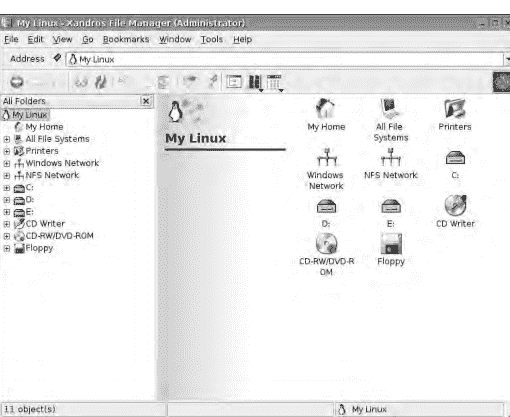 My Linux - Xandros File Manager (Administrator)
File Edit View Go Bookmarks Window Tools Help
Address My Linux
All Folders
My Linux
My Home
All File Systems
Printers
Windows Network
NFS Network
C:
D:
E:
CD Writer
CD-RW/DVD-ROM
Floppy
My Linux
My Home All File Printers
Systems
Windows NFS Network C:
Network
D: E: CD Writer
CD-RW/DVD-R Floppy
OM
11 object(s) My Linux